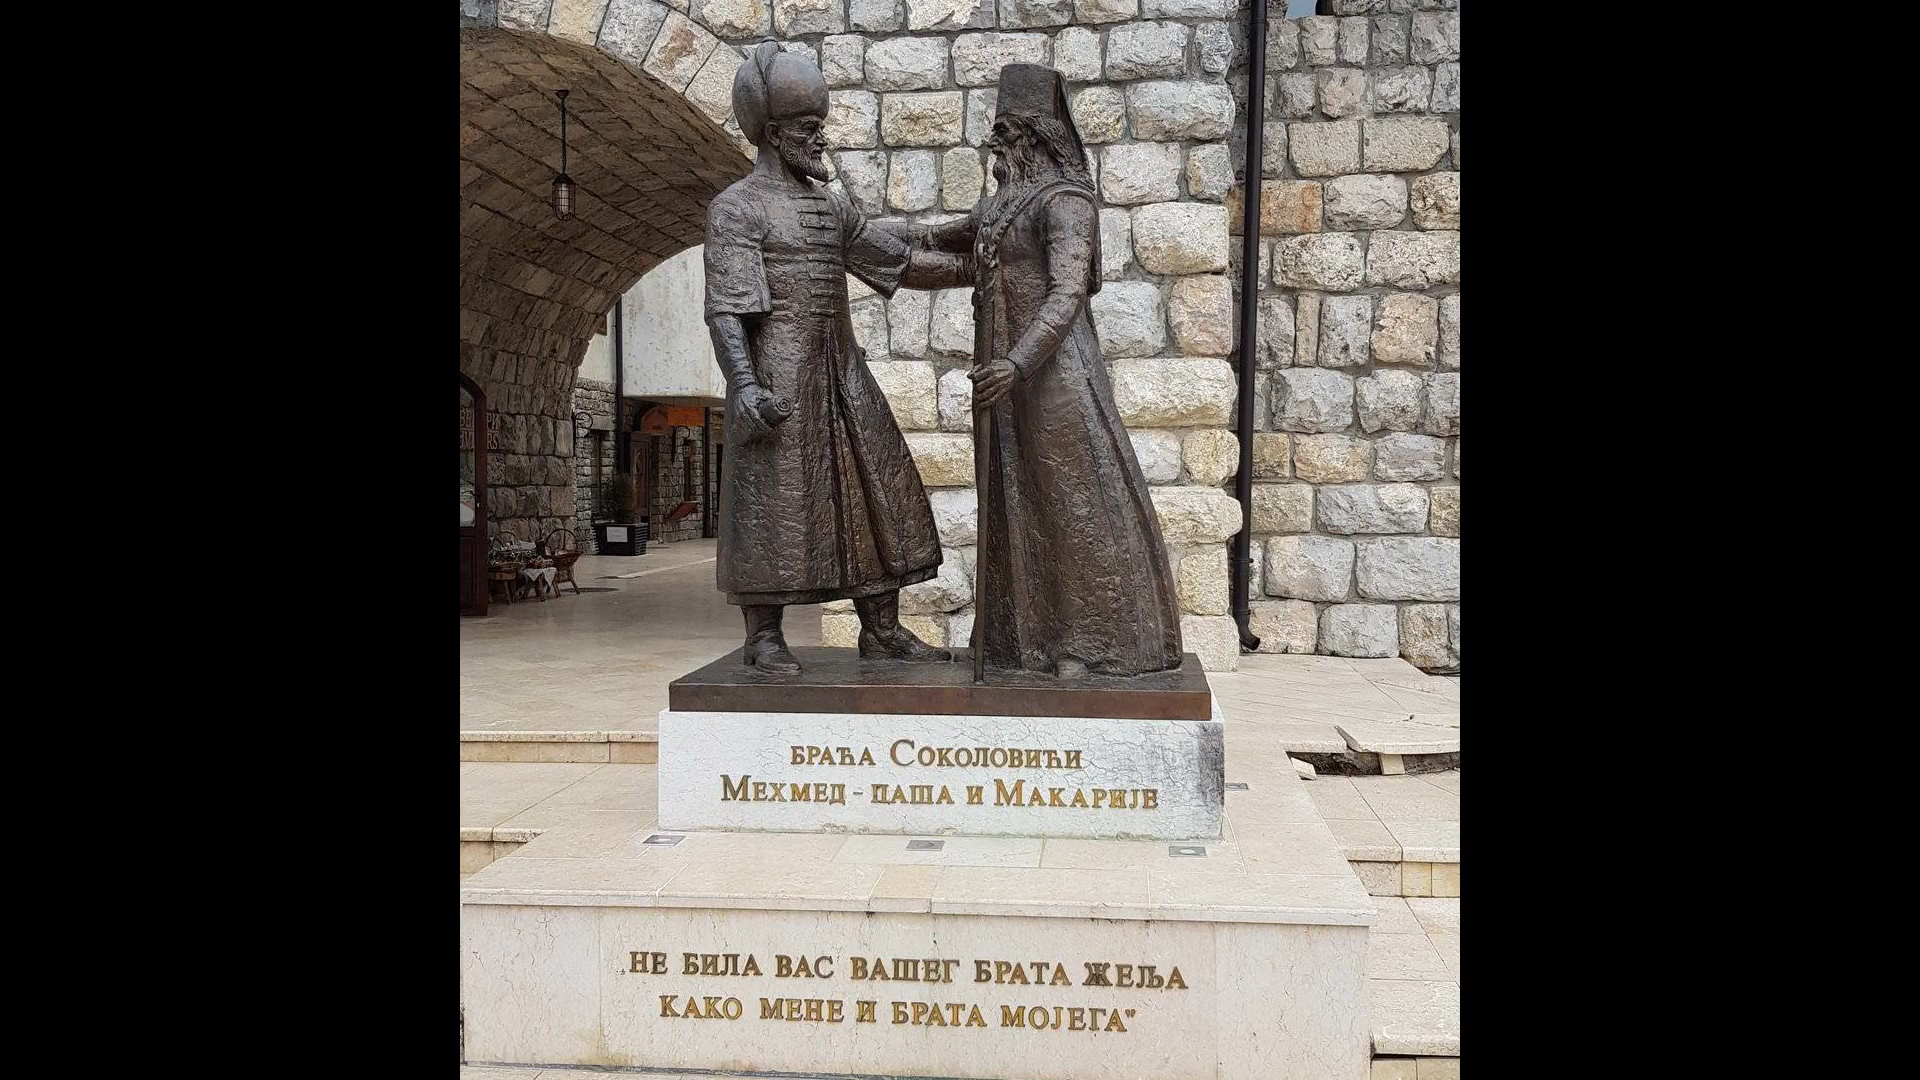 БРАЋА СОКОЛОВИЋИ
МЕХМЕД - ПАША И МАКАРИЈЕ
„НЕ БИЛА ВАС ВАШЕГ БРАТА ЖЕЉА
КАКО МЕНЕ И БРАТА МОЈЕГА"